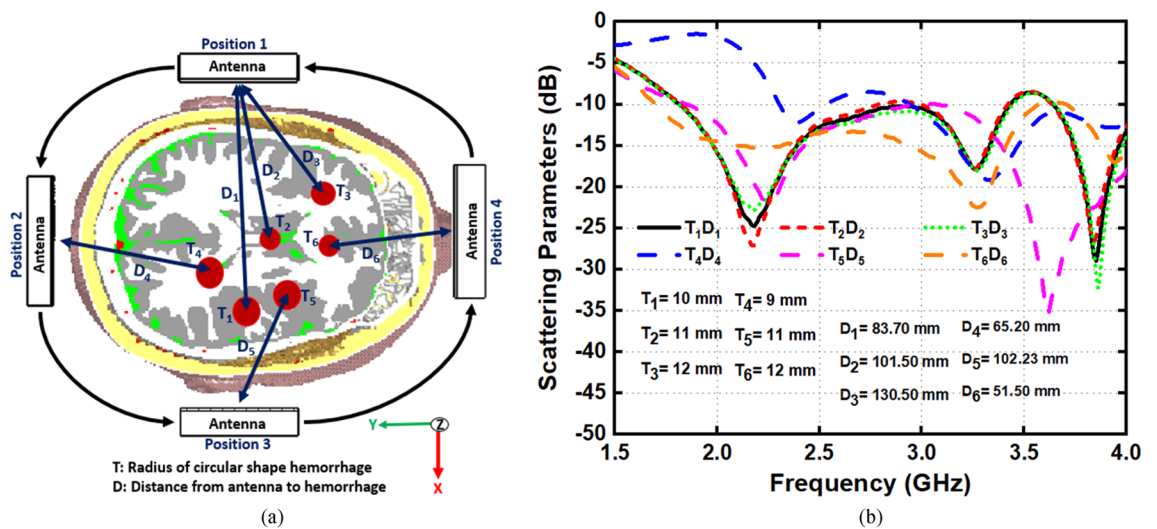 Position 1
Antenna
Position 2
Antenna
Position 4
Antenna
D1
D2
D3
T3
T2
T6
T4
D4
D6
T5
T1
D5
Antenna
Position 3
Y
Z
X
T: Radius of circular shape hemorrhage
D: Distance from antenna to hemorrhage
(a)
Scattering Parameters (dB)
0
-5
-10
-15
-20
-25
-30
-35
-40
-45
-50
T1D1 T2D2 T3D3
T4D4 T5D5 T6D6
T1= 10 mm T4= 9 mm
T2= 11 mm T5= 11 mm
T3= 12 mm T6= 12 mm
D1= 83.70 mm D4= 65.20 mm
D2= 101.50 mm D5= 102.23 mm
D3= 130.50 mm D6= 51.50 mm
1.5 2.0 2.5 3.0 3.5 4.0
Frequency (GHz)
(b)